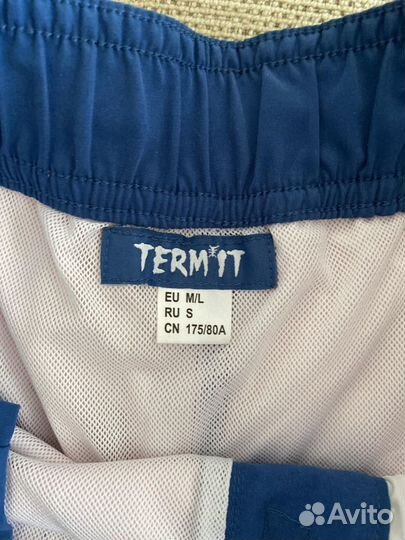 TERMIT
EU M/L
RU S
CN 175/80A
Avito